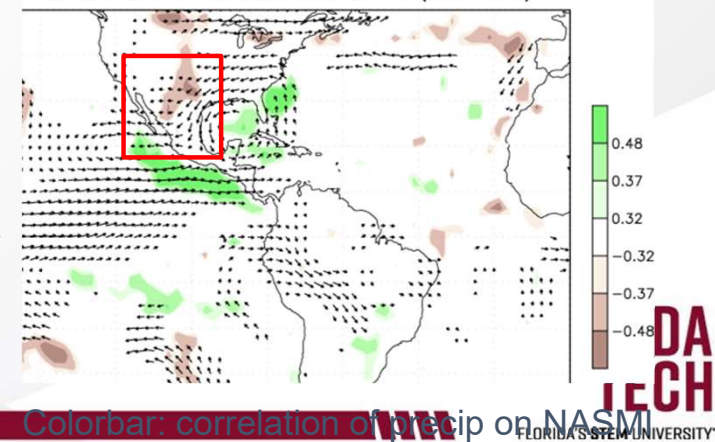 0.48
0.37
0.32
−0.32
−0.37
−0.48
DA
TECH
FLORIDA'S STEM UNIVERSITY'
Colorbar: correlation of precip on NASMI